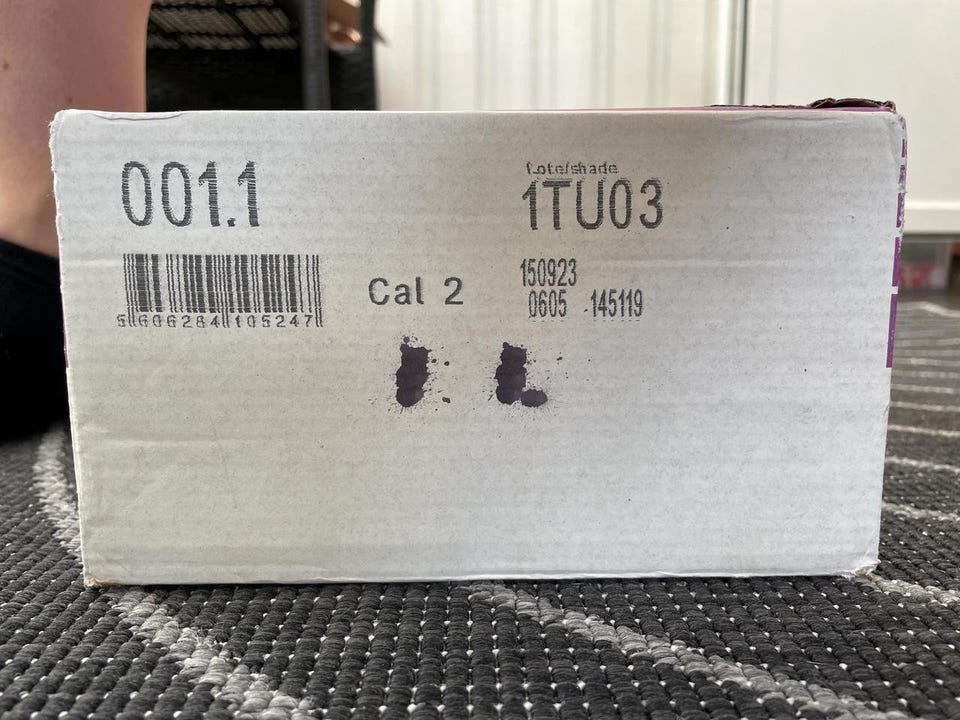 001.1
Lote/shade
1TU03
5 606284 105247
Cal 2
150923
0605 145119